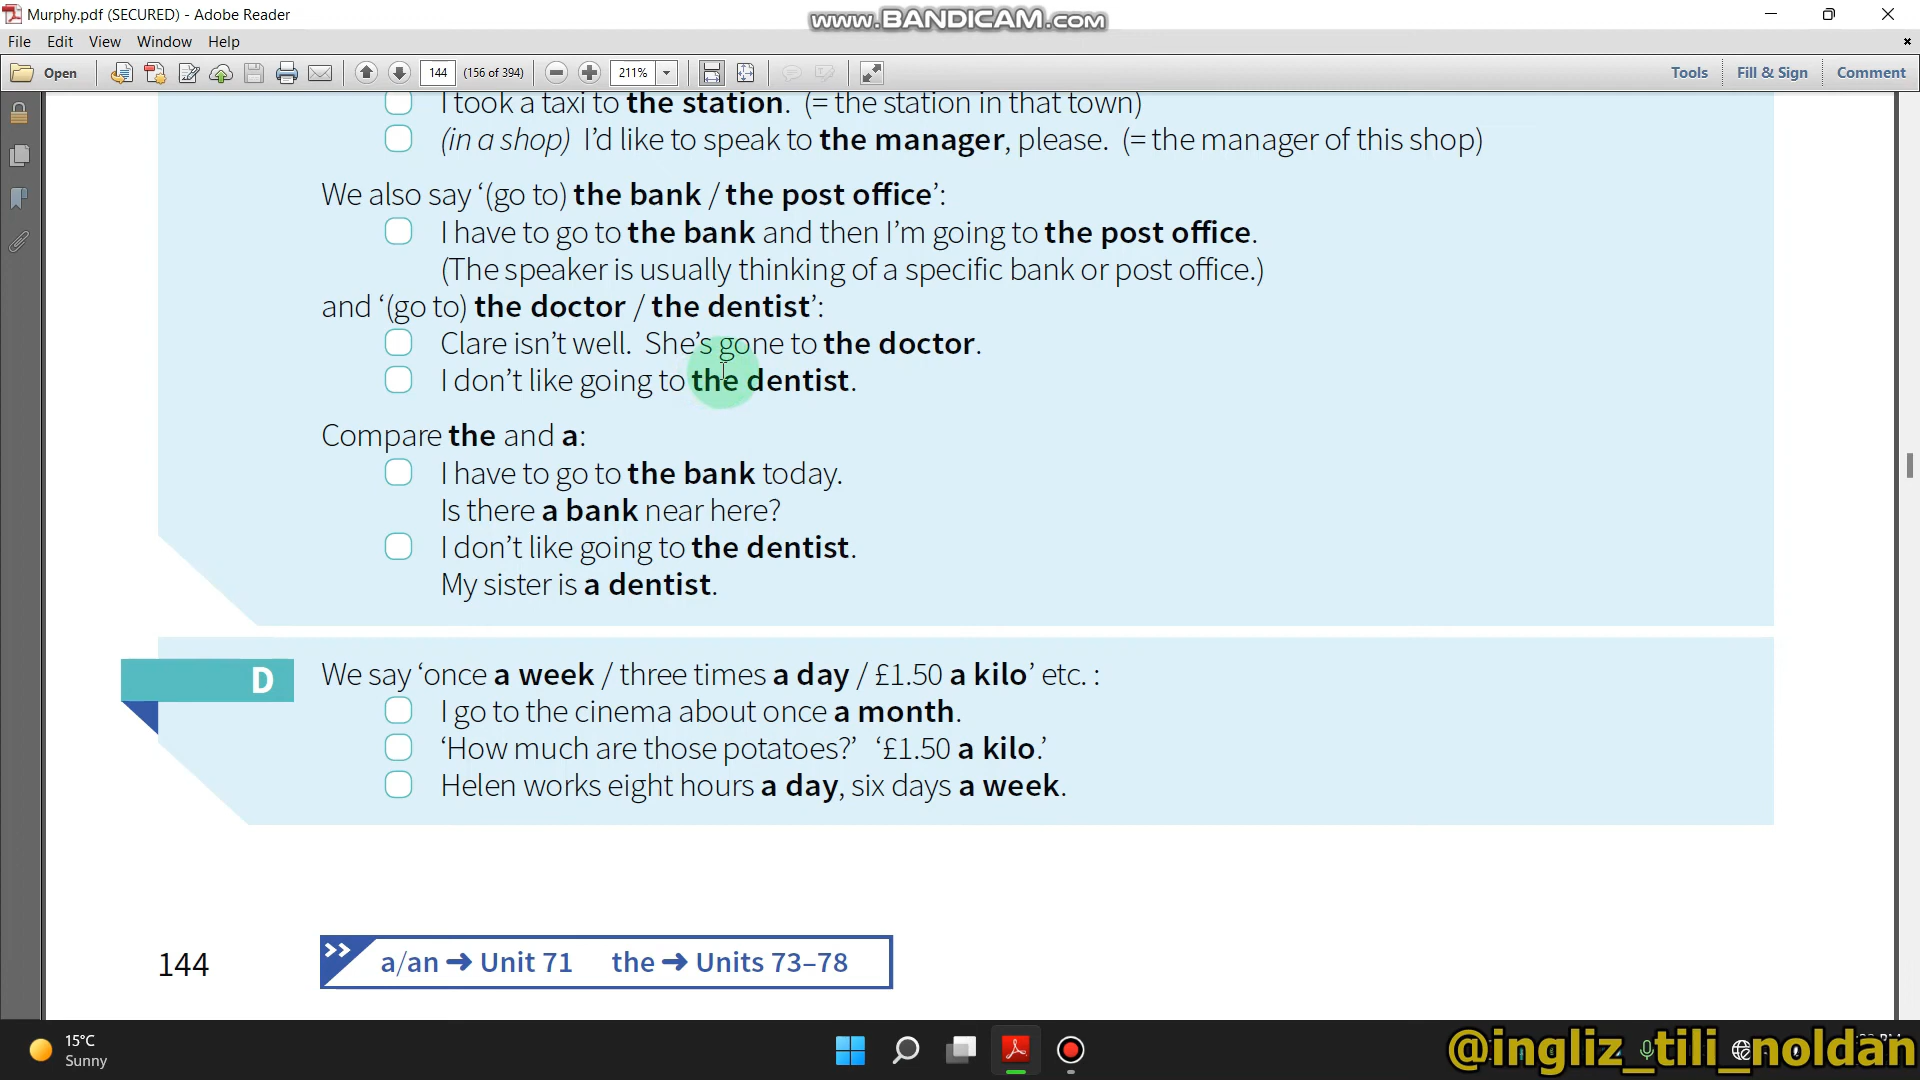 Murphy.pdf (SECURED) - Adobe Reader
www.BANDICAM.com
File Edit View Window Help
Open 144 (156 of 394) 211% Tools Fill & Sign Comment
I took a taxi to the station. (= the station in that town)
(in a shop) I’d like to speak to the manager, please. (= the manager of this shop)
We also say ‘(go to) the bank / the post office’:
I have to go to the bank and then I’m going to the post office.
(The speaker is usually thinking of a specific bank or post office.)
and ‘(go to) the doctor / the dentist’:
Clare isn’t well. She’s gone to the doctor.
I don’t like going to the dentist.
Compare the and a:
I have to go to the bank today.
Is there a bank near here?
I don’t like going to the dentist.
My sister is a dentist.
D We say ‘once a week / three times a day / £1.50 a kilo’ etc. :
I go to the cinema about once a month.
‘How much are those potatoes?’ ‘£1.50 a kilo.’
Helen works eight hours a day, six days a week.
144 a/an ➜ Unit 71 the ➜ Units 73–78
15°C
Sunny
@ingliz_tili_noldan